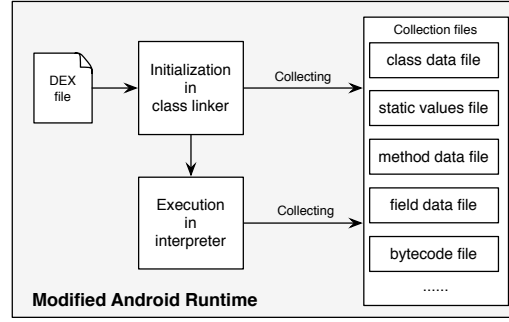 DEX
file
Initialization
in
class linker
Collecting
Execution
in
interpreter
Collecting
Collection files
class data file
static values file
method data file
field data file
bytecode file
......
Modified Android Runtime